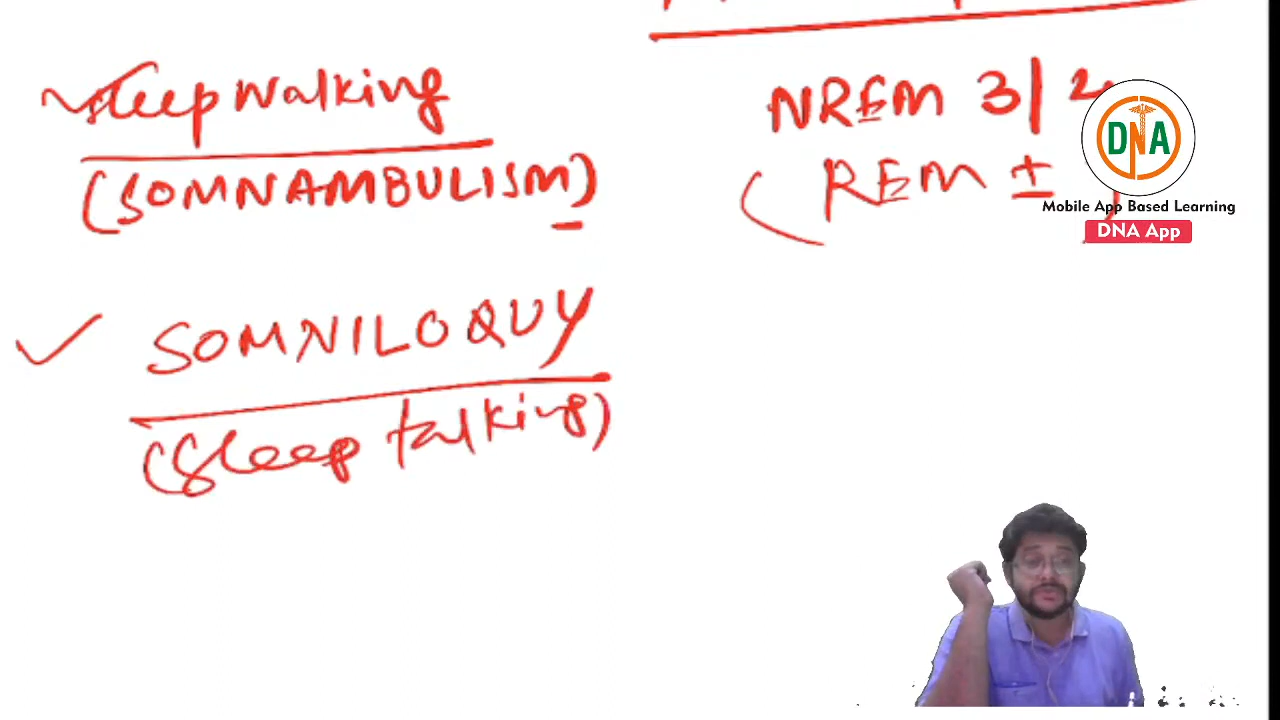 Sleep Walking
(SOMNAMBULISM)
SOMNILOQUY
(Sleep talking)
NREM 3|
(REM ±
DNA
Mobile App Based Learning
DNA App